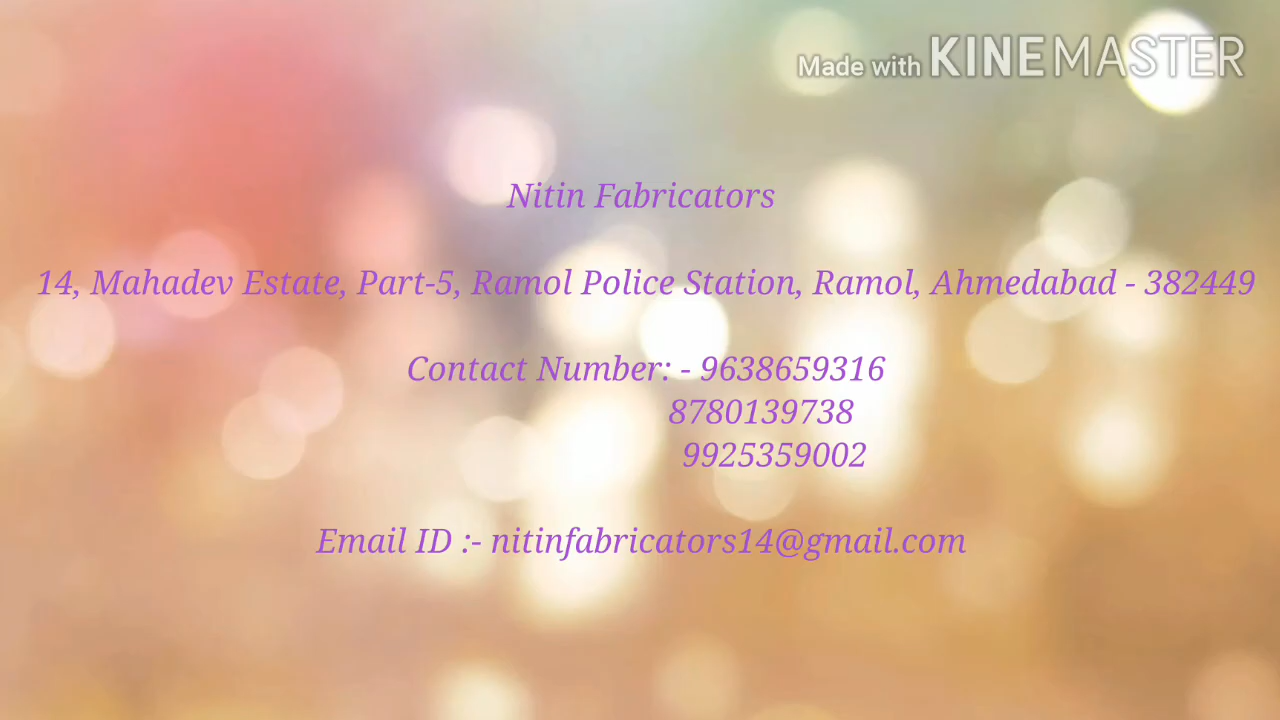 Made with KINEMASTER
Nitin Fabricators
14, Mahadev Estate, Part-5, Ramol Police Station, Ramol, Ahmedabad - 382449
Contact Number: - 9638659316
8780139738
9925359002
Email ID :- nitinfabricators14@gmail.com